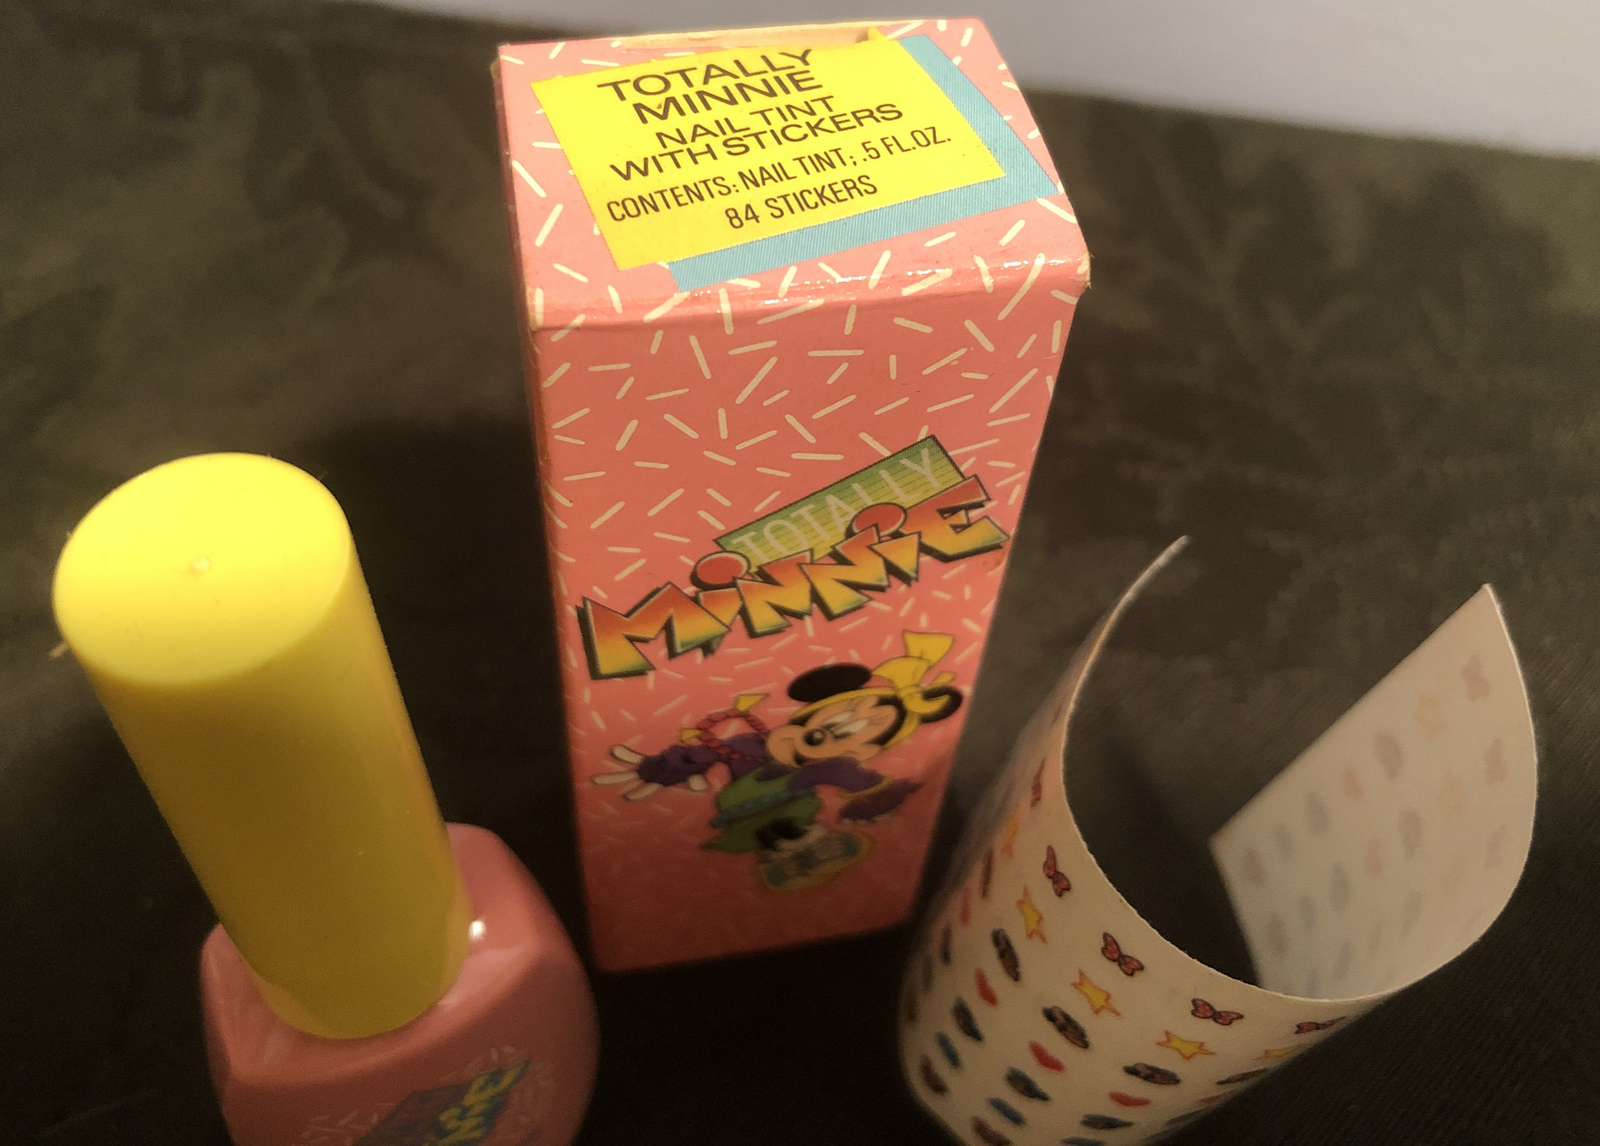 TOTALLY
MINNIE
NAIL TINT
WITH STICKERS
CONTENTS: NAIL TINT; .5 FL.OZ.
84 STICKERS
TOTALLY
MiNNiE